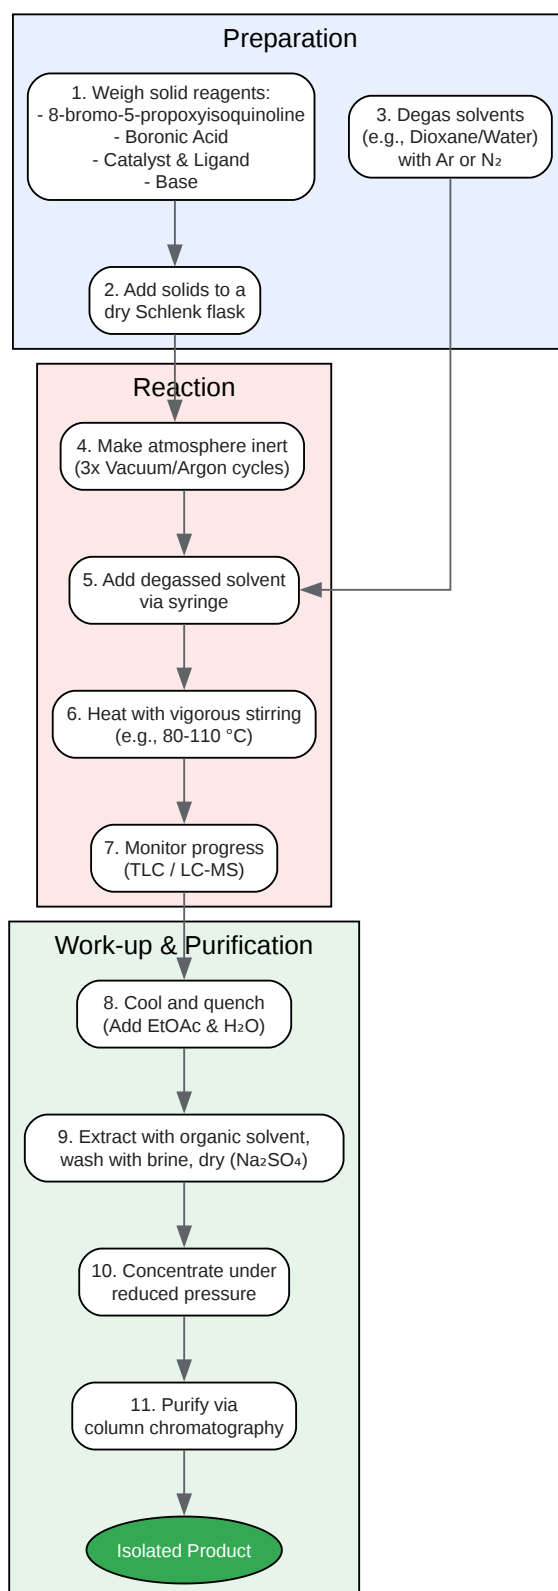 Preparation
1. Weigh solid reagents:
- 8-bromo-5-propoxyisoquinoline
- Boronic Acid
- Catalyst & Ligand
- Base
3. Degas solvents
(e.g., Dioxane/Water)
with Ar or N₂
2. Add solids to a
dry Schlenk flask
Reaction
4. Make atmosphere inert
(3x Vacuum/Argon cycles)
5. Add degassed solvent
via syringe
6. Heat with vigorous stirring
(e.g., 80-110 °C)
7. Monitor progress
(TLC / LC-MS)
Work-up & Purification
8. Cool and quench
(Add EtOAc & H₂O)
9. Extract with organic solvent,
wash with brine, dry (Na₂SO₄)
10. Concentrate under
reduced pressure
11. Purify via
column chromatography
Isolated Product